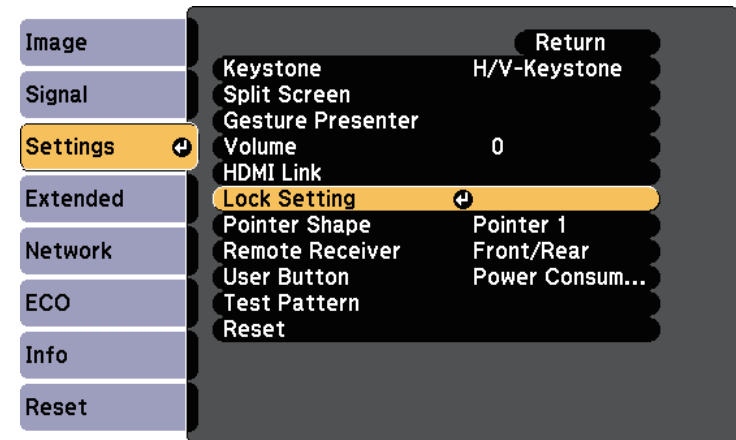 Image
Signal
Settings
Extended
Network
ECO
Info
Reset
Return
Keystone H/V-Keystone
Split Screen
Gesture Presenter
Volume 0
HDMI Link
Lock Setting
Pointer Shape Pointer 1
Remote Receiver Front/Rear
User Button Power Consum...
Test Pattern
Reset